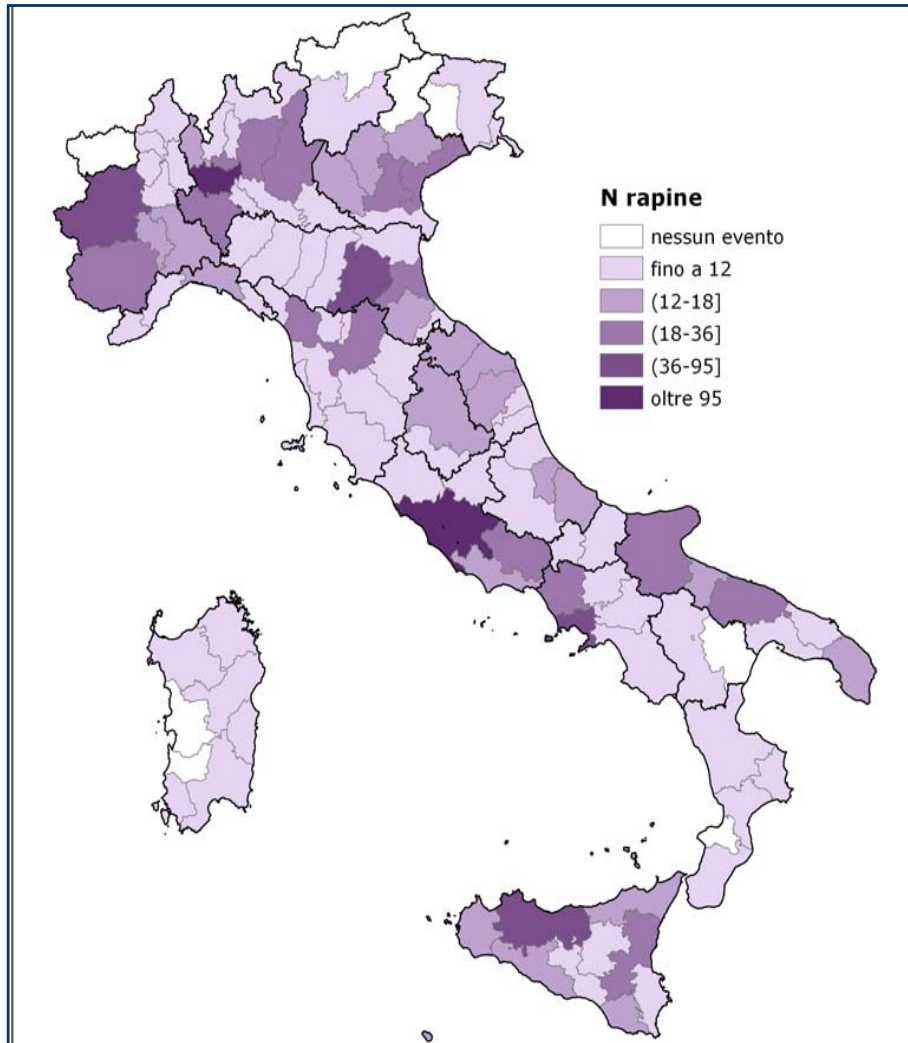 N rapine
nessun evento
fino a 12
(12-18]
(18-36]
(36-95]
oltre 95